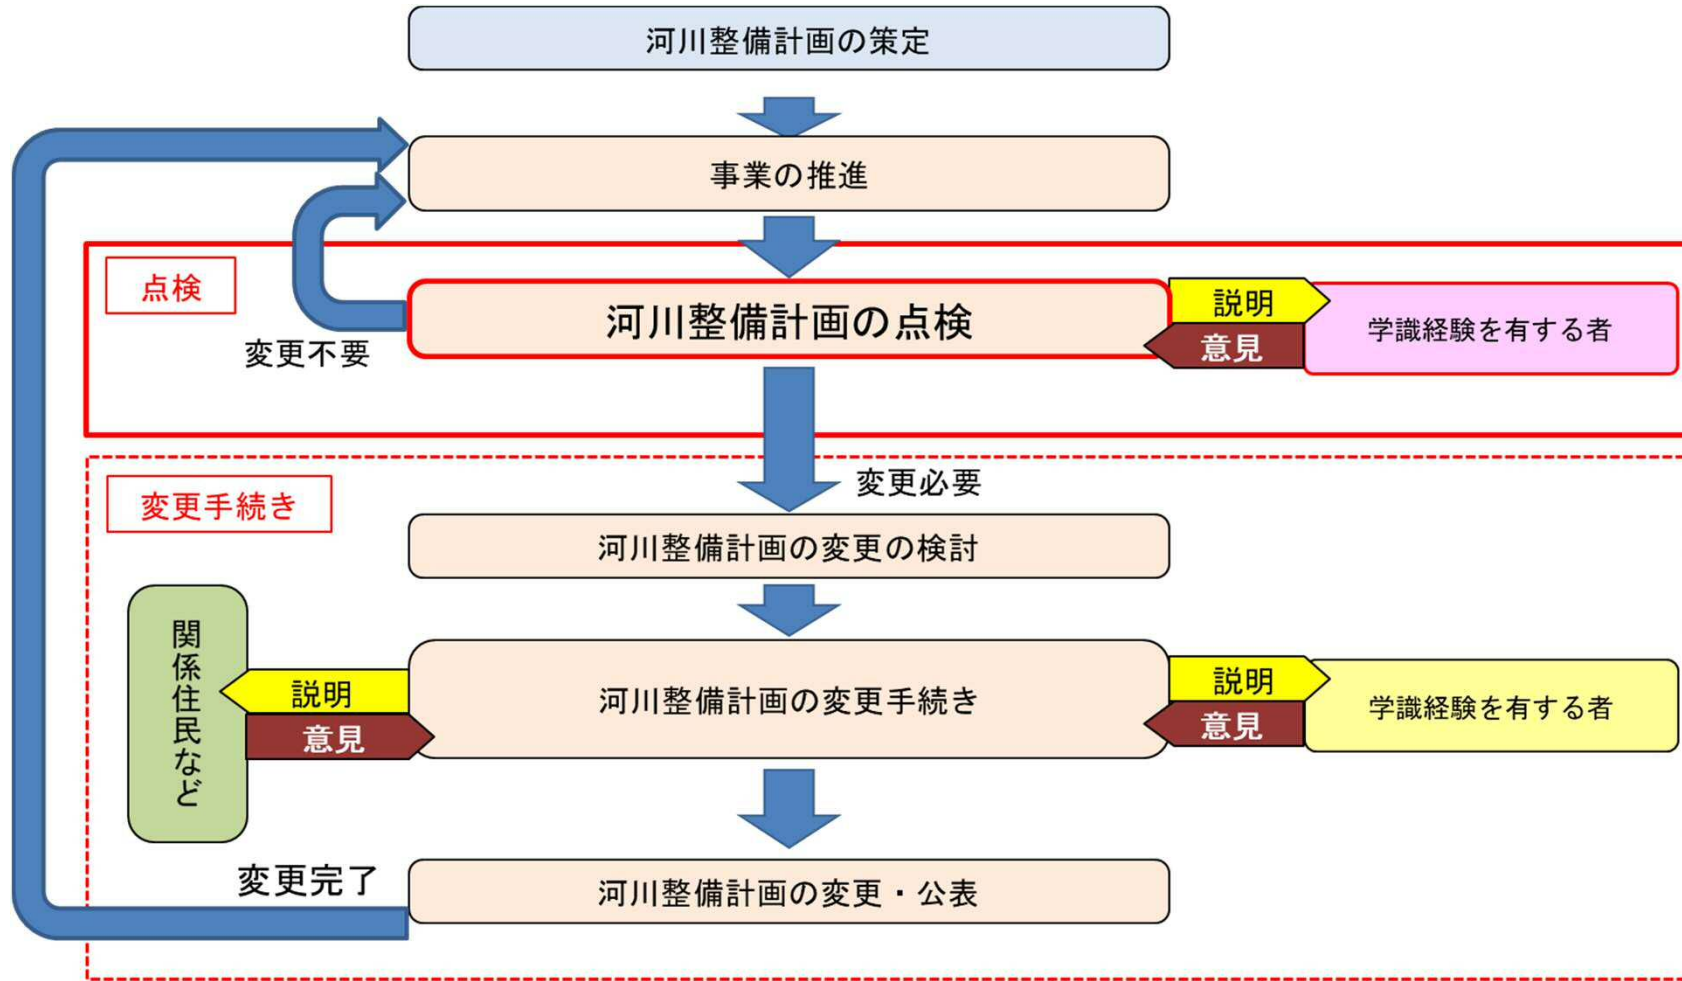 河川整備計画の策定
事業の推進
点検
河川整備計画の点検
説明
意見
学識経験を有する者
変更不要
変更必要
変更手続き
河川整備計画の変更の検討
関係住民など
説明
意見
河川整備計画の変更手続き
説明
意見
学識経験を有する者
変更完了
河川整備計画の変更・公表